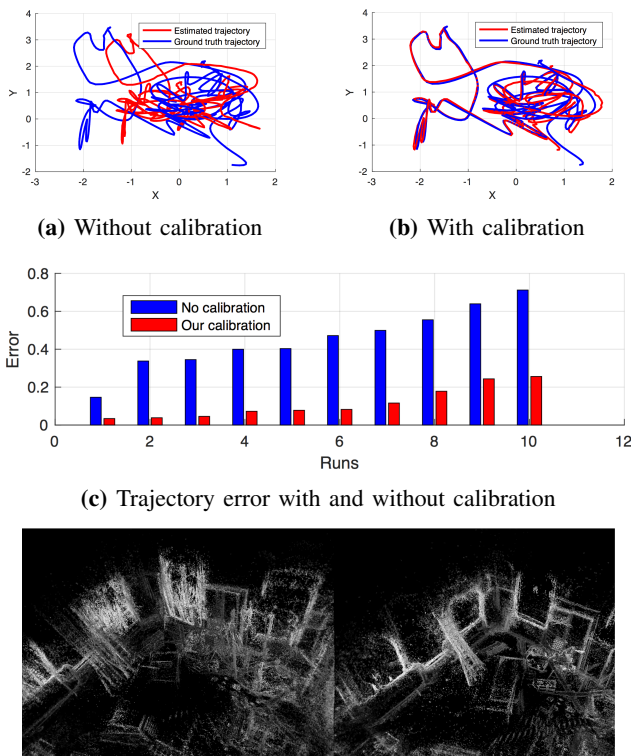 4
3
2
1
0
-1
-2
Y
Estimated trajectory
Ground truth trajectory
-3
-2
-1
0
1
2
X
(a) Without calibration
4
3
2
1
0
-1
-2
Y
Estimated trajectory
Ground truth trajectory
-3
-2
-1
0
1
2
X
(b) With calibration
0.8
0.6
0.4
0.2
0
Error
No calibration
Our calibration
0
2
4
6
8
10
12
Runs
(c) Trajectory error with and without calibration